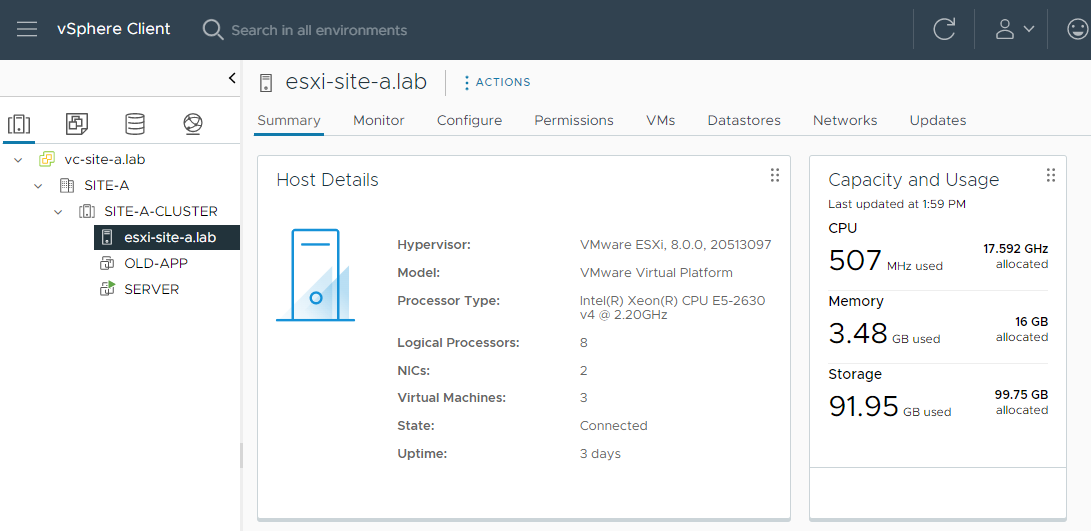 vSphere Client
Search in all environments
esxi-site-a.lab
ACTIONS
Summary Monitor Configure Permissions VMs Datastores Networks Updates
vc-site-a.lab
SITE-A
SITE-A-CLUSTER
esxi-site-a.lab
OLD-APP
SERVER
Host Details
Hypervisor: VMware ESXi, 8.0.0, 20513097
Model: VMware Virtual Platform
Processor Type: Intel(R) Xeon(R) CPU E5-2630
v4 @ 2.20GHz
Logical Processors: 8
NICs: 2
Virtual Machines: 3
State: Connected
Uptime: 3 days
Capacity and Usage
Last updated at 1:59 PM
CPU
507 MHz used
17.592 GHz
allocated
Memory
3.48 GB used
16 GB
allocated
Storage
91.95 GB used
99.75 GB
allocated